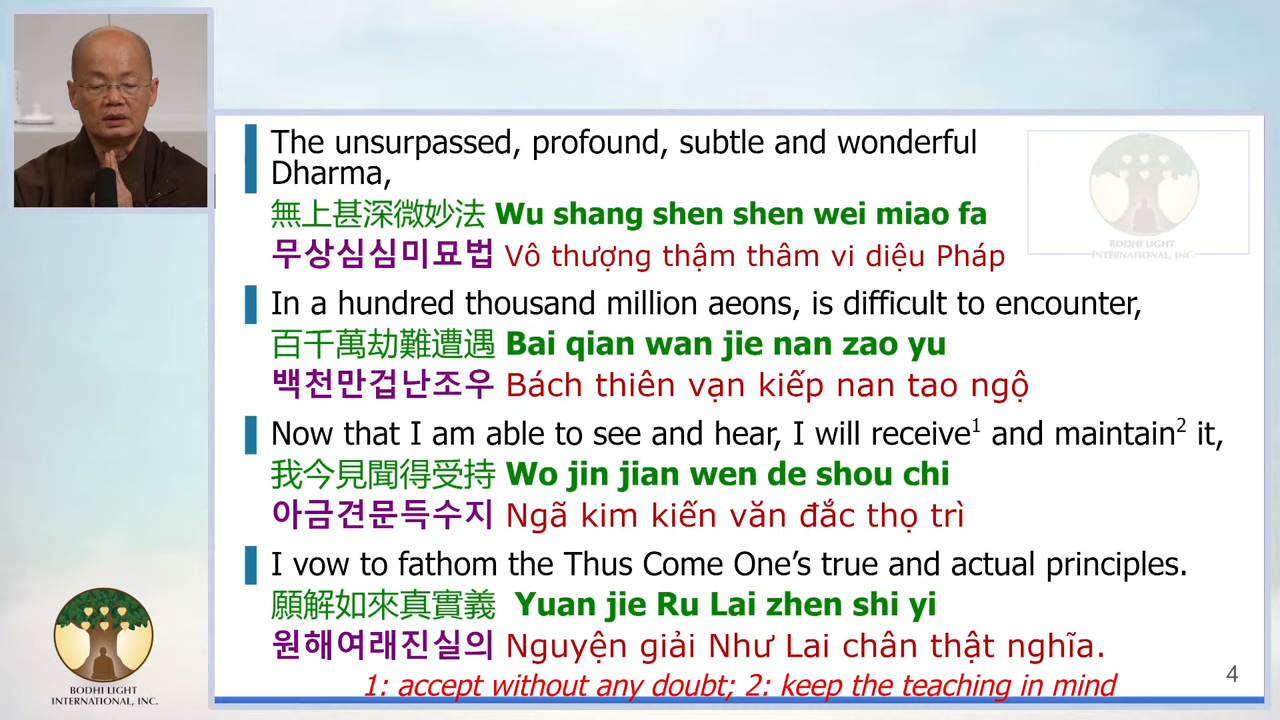 The unsurpassed, profound, subtle and wonderful
Dharma,
無上甚深微妙法 Wu shang shen shen wei miao fa
무상심심미묘법 Vô thượng thậm thâm vi diệu Pháp
BODHI LIGHT
INTERNATIONAL, INC.
In a hundred thousand million aeons, is difficult to encounter,
百千萬劫難遭遇 Bai qian wan jie nan zao yu
백천만겁난조우 Bách thiên vạn kiếp nan tao ngộ
Now that I am able to see and hear, I will receive¹ and maintain² it,
我今見聞得受持 Wo jin jian wen de shou chi
아금견문득수지 Ngã kim kiến văn đắc thọ trì
I vow to fathom the Thus Come One’s true and actual principles.
願解如來真實義 Yuan jie Ru Lai zhen shi yi
원해여래진실의 Nguyện giải Như Lai chân thật nghĩa.
1: accept without any doubt; 2: keep the teaching in mind
4
BODHI LIGHT
INTERNATIONAL, INC.